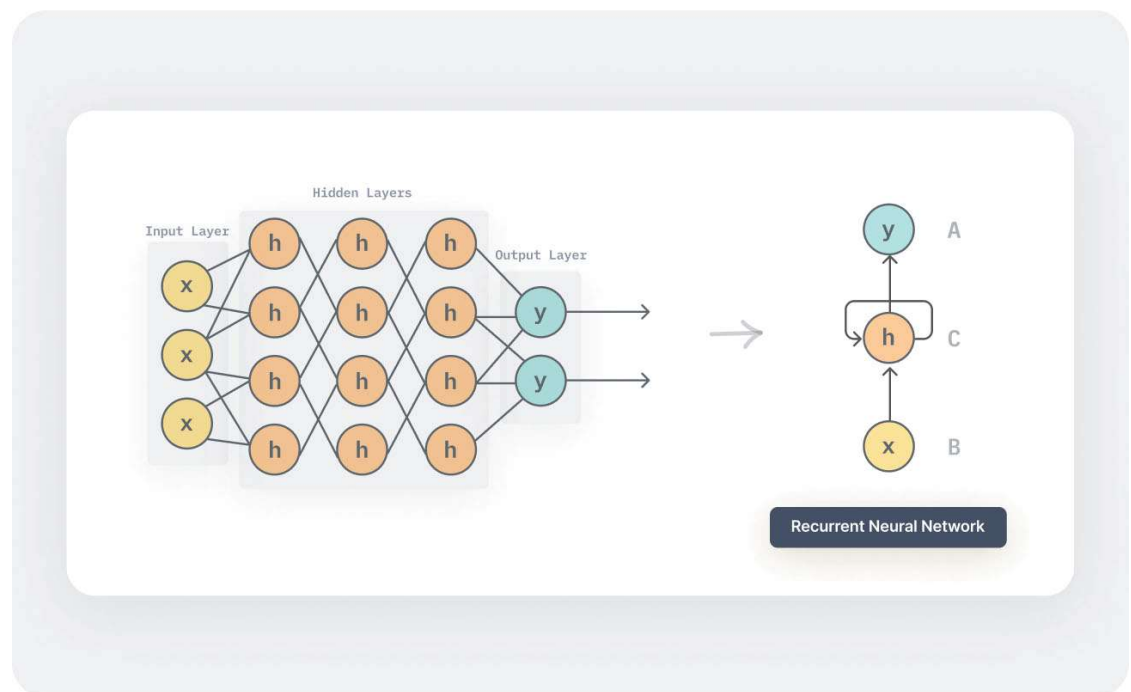 Hidden Layers
Input Layer
Output Layer
x
x
x
h
h
h
h
h
h
h
h
h
h
h
h
y
y
y
A
h
C
x
B
Recurrent Neural Network